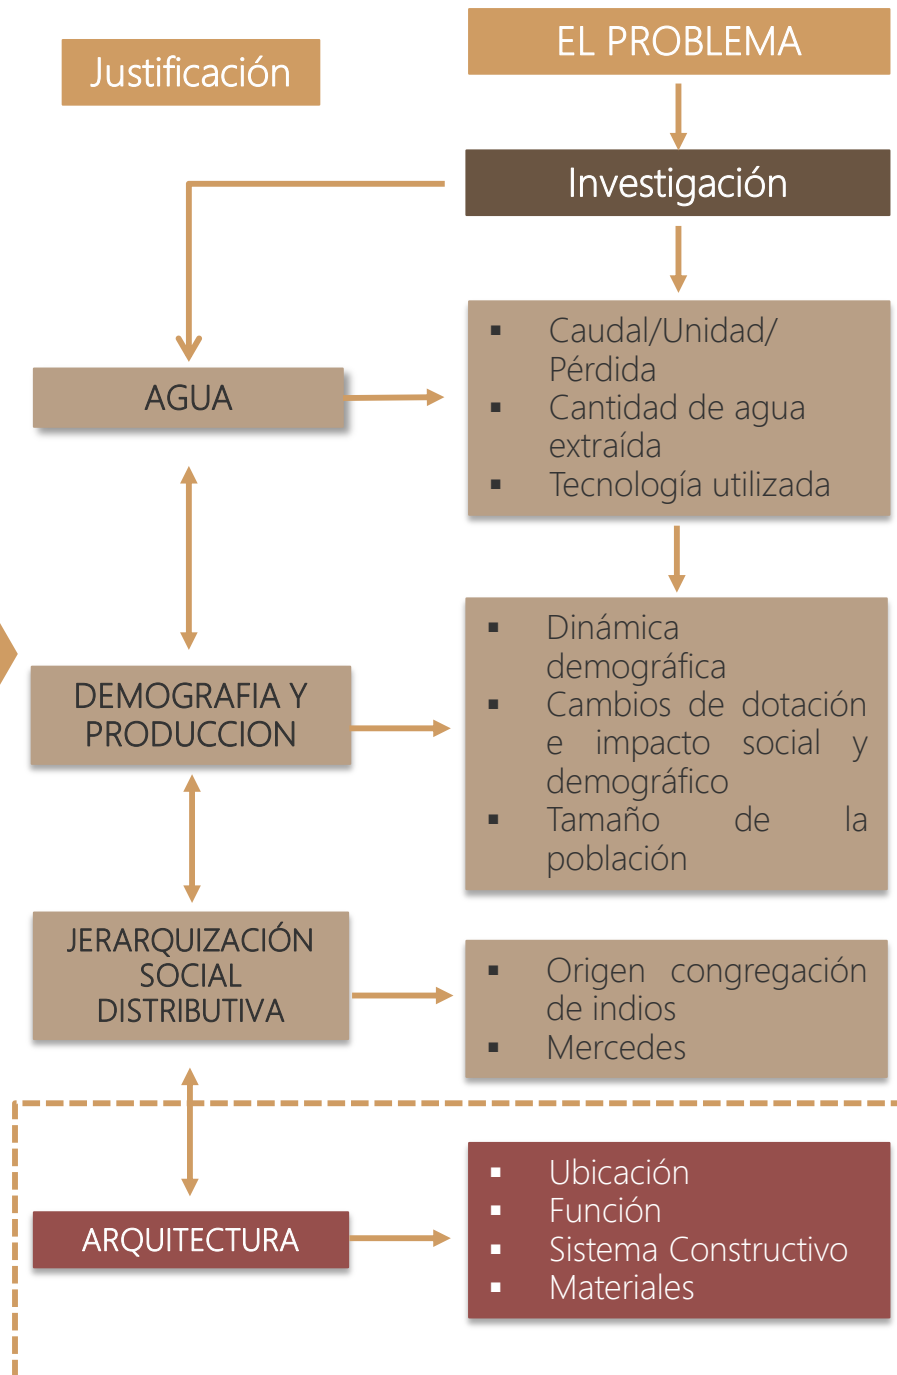 EL PROBLEMA
Justificación
Investigación
▪ Caudal/Unidad/
Pérdida
▪ Cantidad de agua
extraída
▪ Tecnología utilizada
AGUA
▪ Dinámica
demográfica
▪ Cambios de dotación
e impacto social y
demográfico
▪ Tamaño de la
población
DEMOGRAFIA Y
PRODUCCION
JERARQUIZACIÓN
SOCIAL
DISTRIBUTIVA
▪ Origen congregación
de indios
▪ Mercedes
ARQUITECTURA
▪ Ubicación
▪ Función
▪ Sistema Constructivo
▪ Materiales